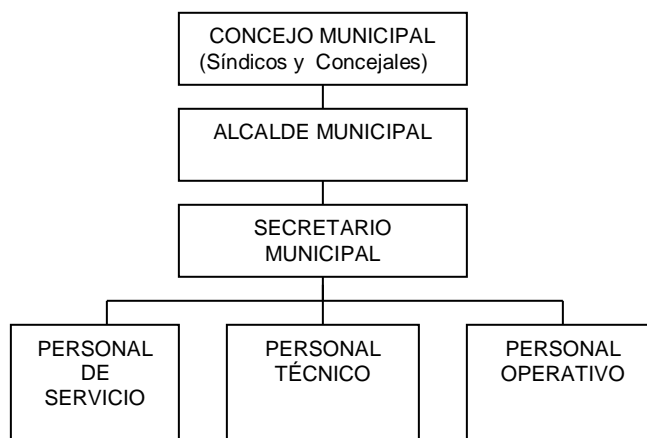 CONCEJO MUNICIPAL
(Síndicos y Concejales)
ALCALDE MUNICIPAL
SECRETARIO
MUNICIPAL
PERSONAL
DE
SERVICIO
PERSONAL
TÉCNICO
PERSONAL
OPERATIVO